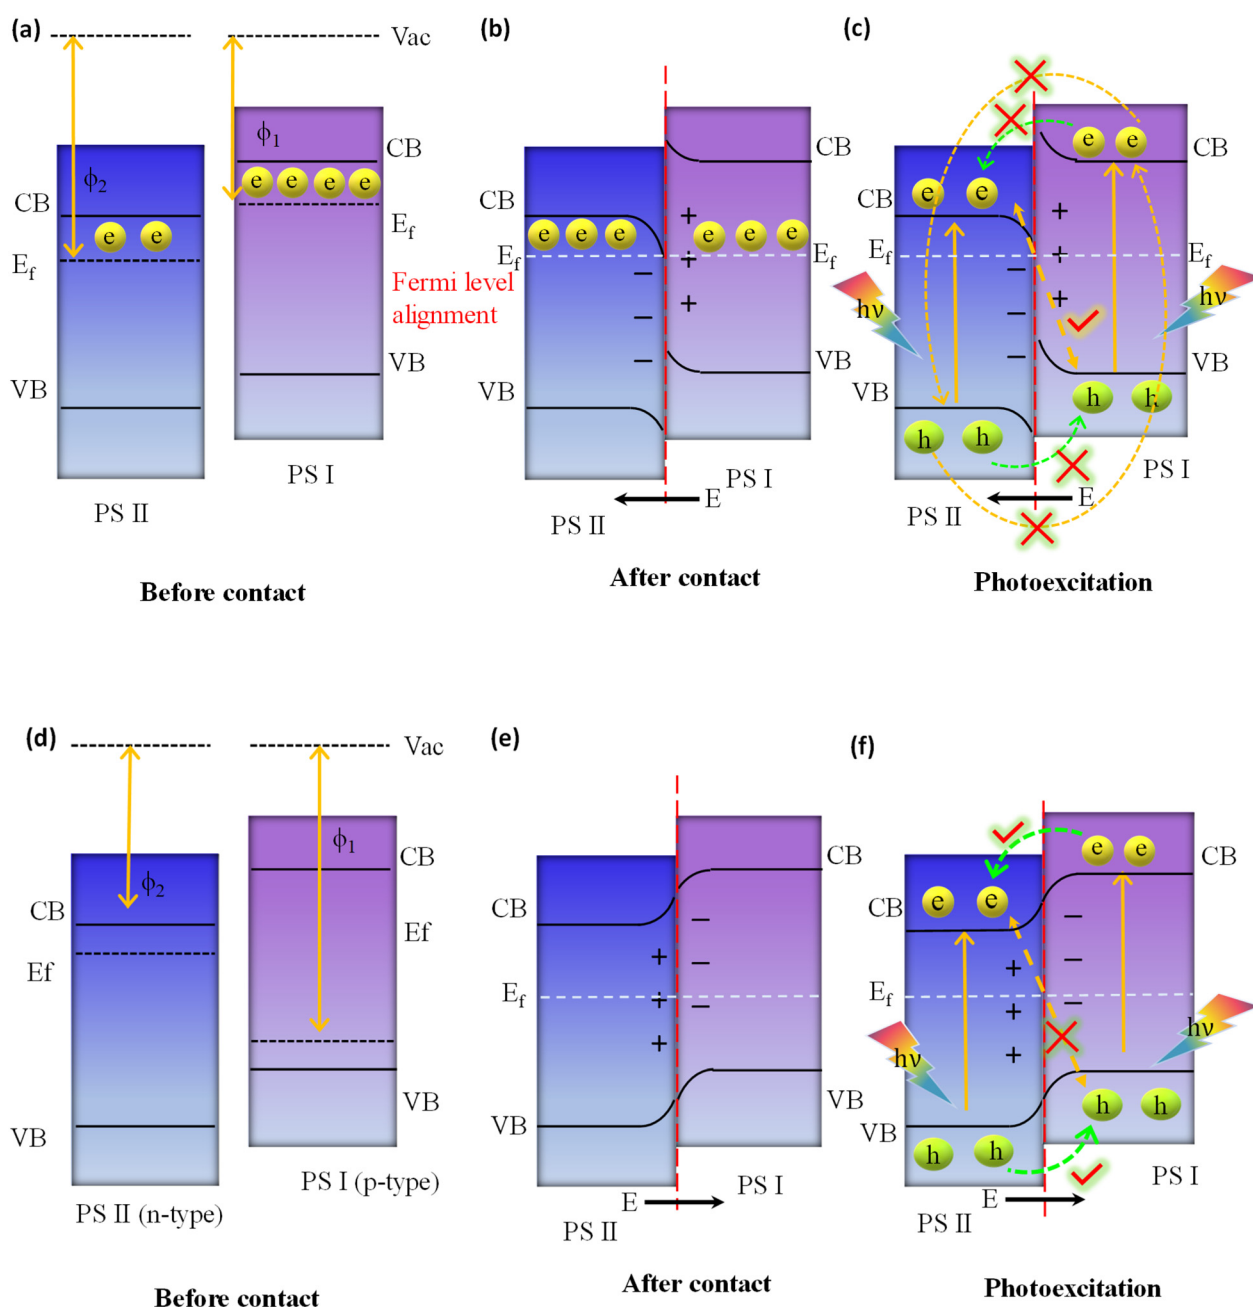 (a)
Vac
ϕ1
ϕ2
CB
e e e e
CB
e e
Ef
Ef
Fermi level
alignment
VB
VB
PS I
PS II
Before contact
(b)
CB
CB
+
e e e
e e e
Ef
+
Ef
−
+
−
−
VB
VB
PS I
E
PS II
After contact
(c)
e e
CB
e e
CB
+
Ef
+
Ef
−
hν
+
hν
−
−
VB
VB
h h
h h
PS I
E
PS II
Photoexcitation
(d)
Vac
ϕ1
CB
ϕ2
CB
Ef
Ef
VB
VB
PS I (p-type)
PS II (n-type)
Before contact
(e)
CB
CB
−
+
−
Ef
+
−
+
VB
VB
PS I
E
PS II
After contact
(f)
e e
CB
e e
CB
−
+
−
Ef
−
+
hν
hν
+
h h
VB
VB
h h
PS I
E
PS II
Photoexcitation